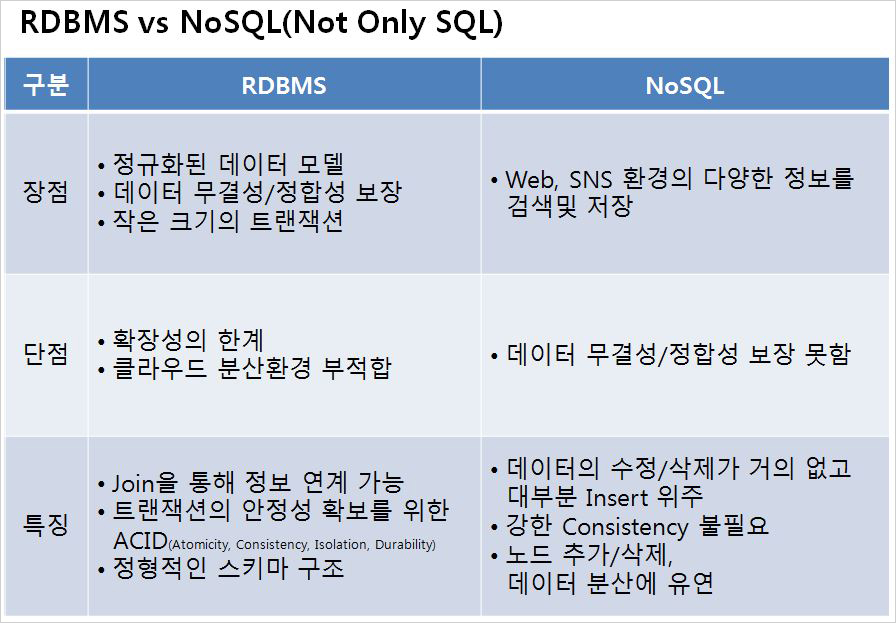 RDBMS vs NoSQL(Not Only SQL)
구분
RDBMS
NoSQL
장점
• 정규화된 데이터 모델
• 데이터 무결성/정합성 보장
• 작은 크기의 트랜잭션
• Web, SNS 환경의 다양한 정보를
검색및 저장
단점
• 확장성의 한계
• 클라우드 분산환경 부적합
• 데이터 무결성/정합성 보장 못함
특징
• Join을 통해 정보 연계 가능
• 트랜잭션의 안정성 확보를 위한
ACID(Atomicity, Consistency, Isolation, Durability)
• 정형적인 스키마 구조
• 데이터의 수정/삭제가 거의 없고
대부분 Insert 위주
• 강한 Consistency 불필요
• 노드 추가/삭제,
데이터 분산에 유연